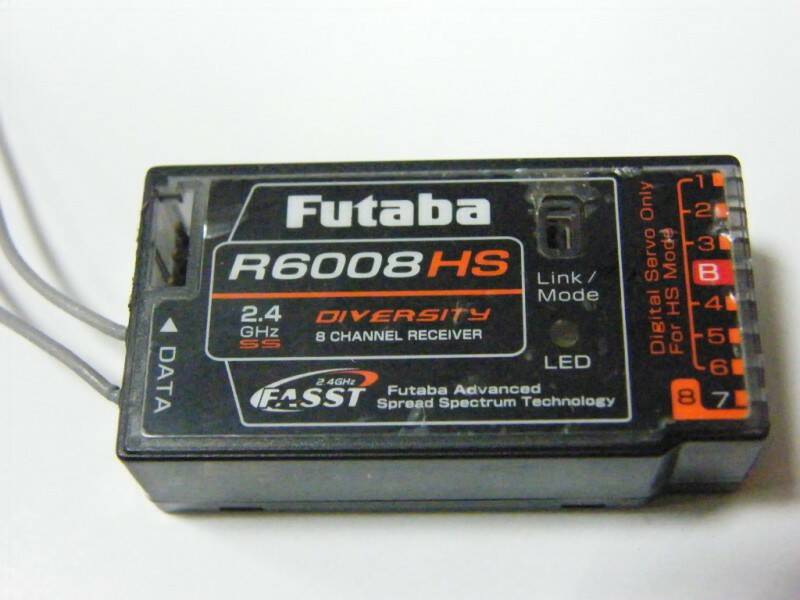 Futaba
R6008HS
2.4
GHz
SS
DIVERSITY
8 CHANNEL RECEIVER
2.4GHz
FASST
Futaba Advanced
Spread Spectrum Technology
◀ DATA
Link /
Mode
LED
Digital Servo Only
For HS Mode
1
2
3
B
4
5
6
8 7